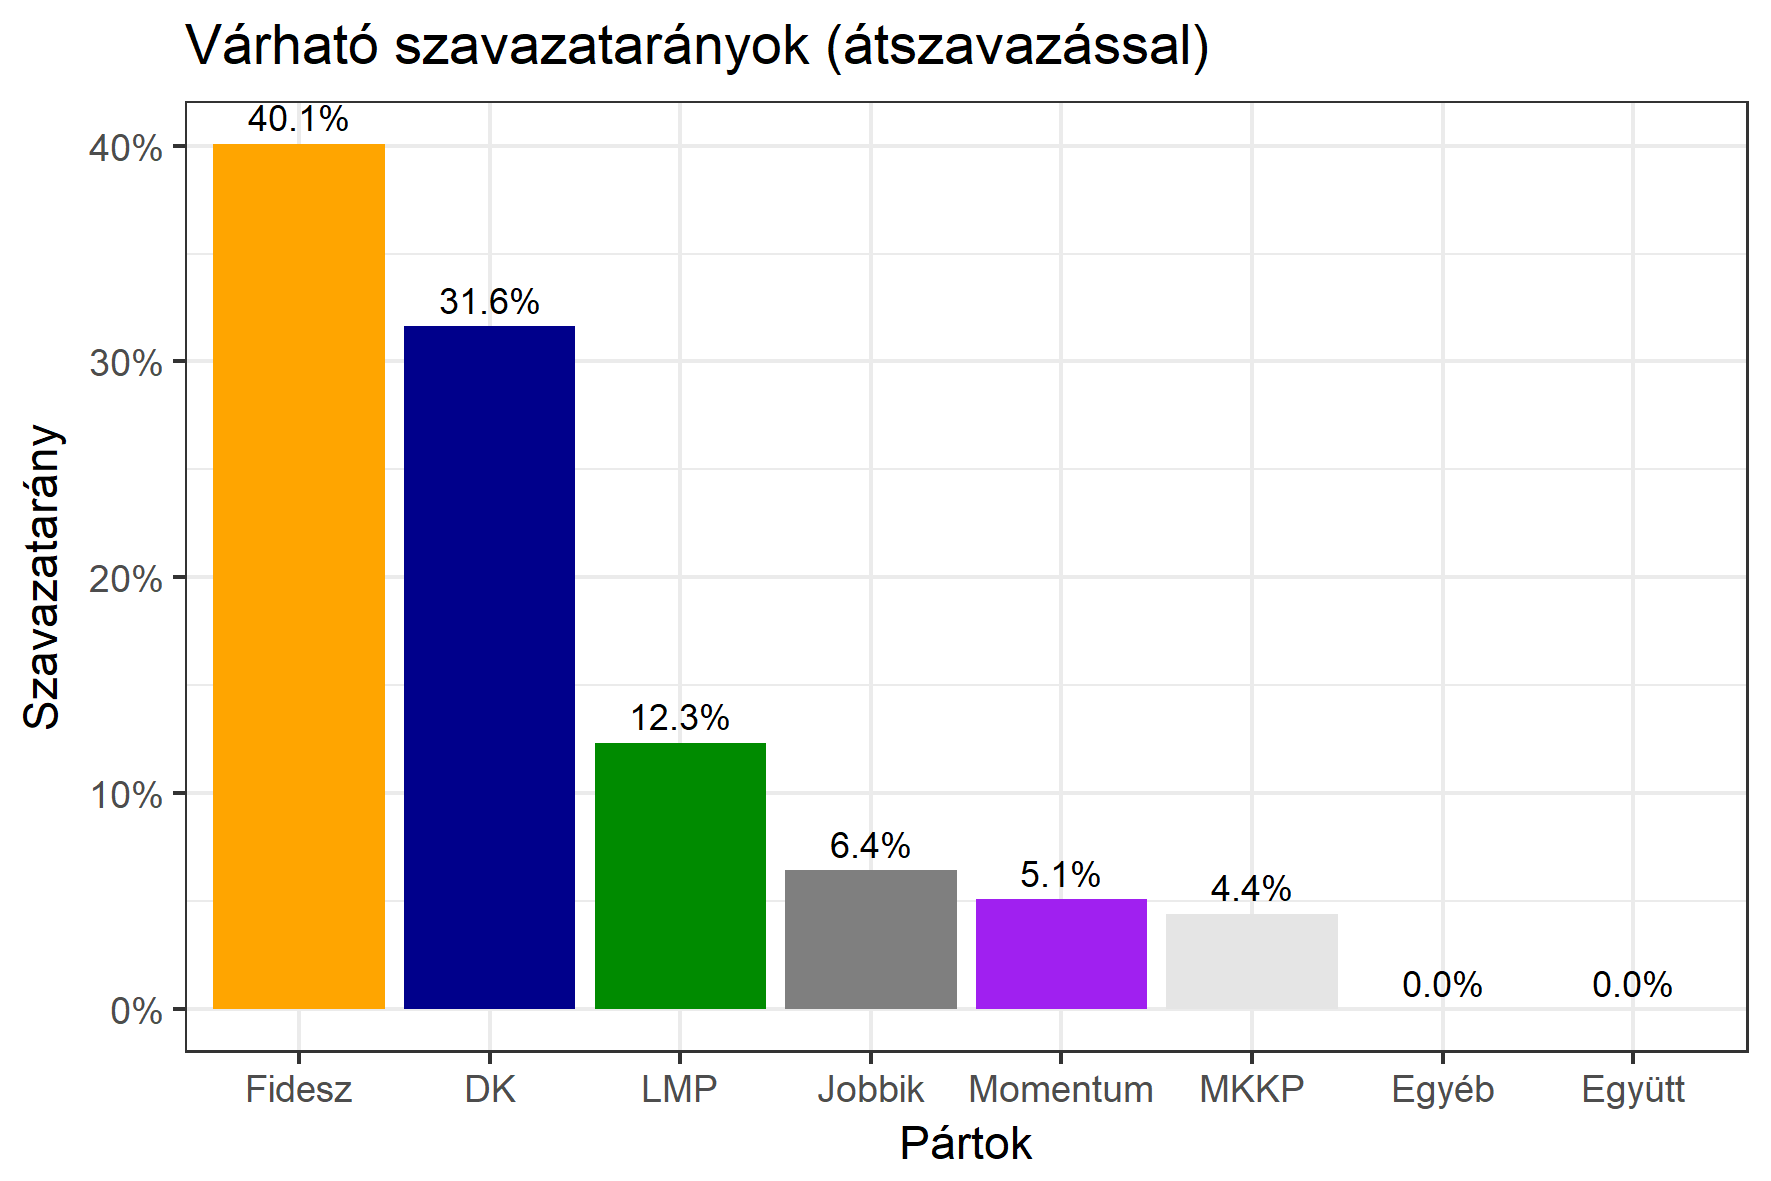 Várható szavazatarányok (átszavazással)
Szavazatarány
40%
30%
20%
10%
0%
40.1%
31.6%
12.3%
6.4%
5.1%
4.4%
0.0%
0.0%
Fidesz
DK
LMP
Jobbik
Momentum
MKKP
Egyéb
Együtt
Pártok